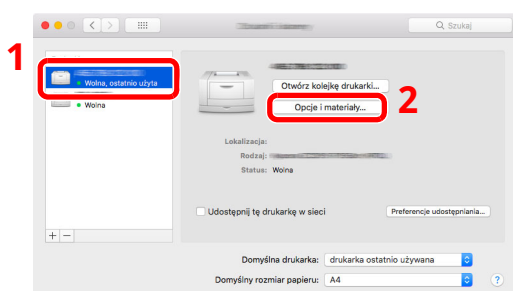 Szukaj
1
Wolna, ostatnio użyta
Wolna
Otwórz kolejkę drukarki...
Opcje i materiały...
2
Lokalizacja:
Rodzaj:
Status: Wolna
Udostępnij tę drukarkę w sieci
Preferencje udostępniania...
+ −
Domyślna drukarka: drukarka ostatnio używana
Domyślny rozmiar papieru: A4
?